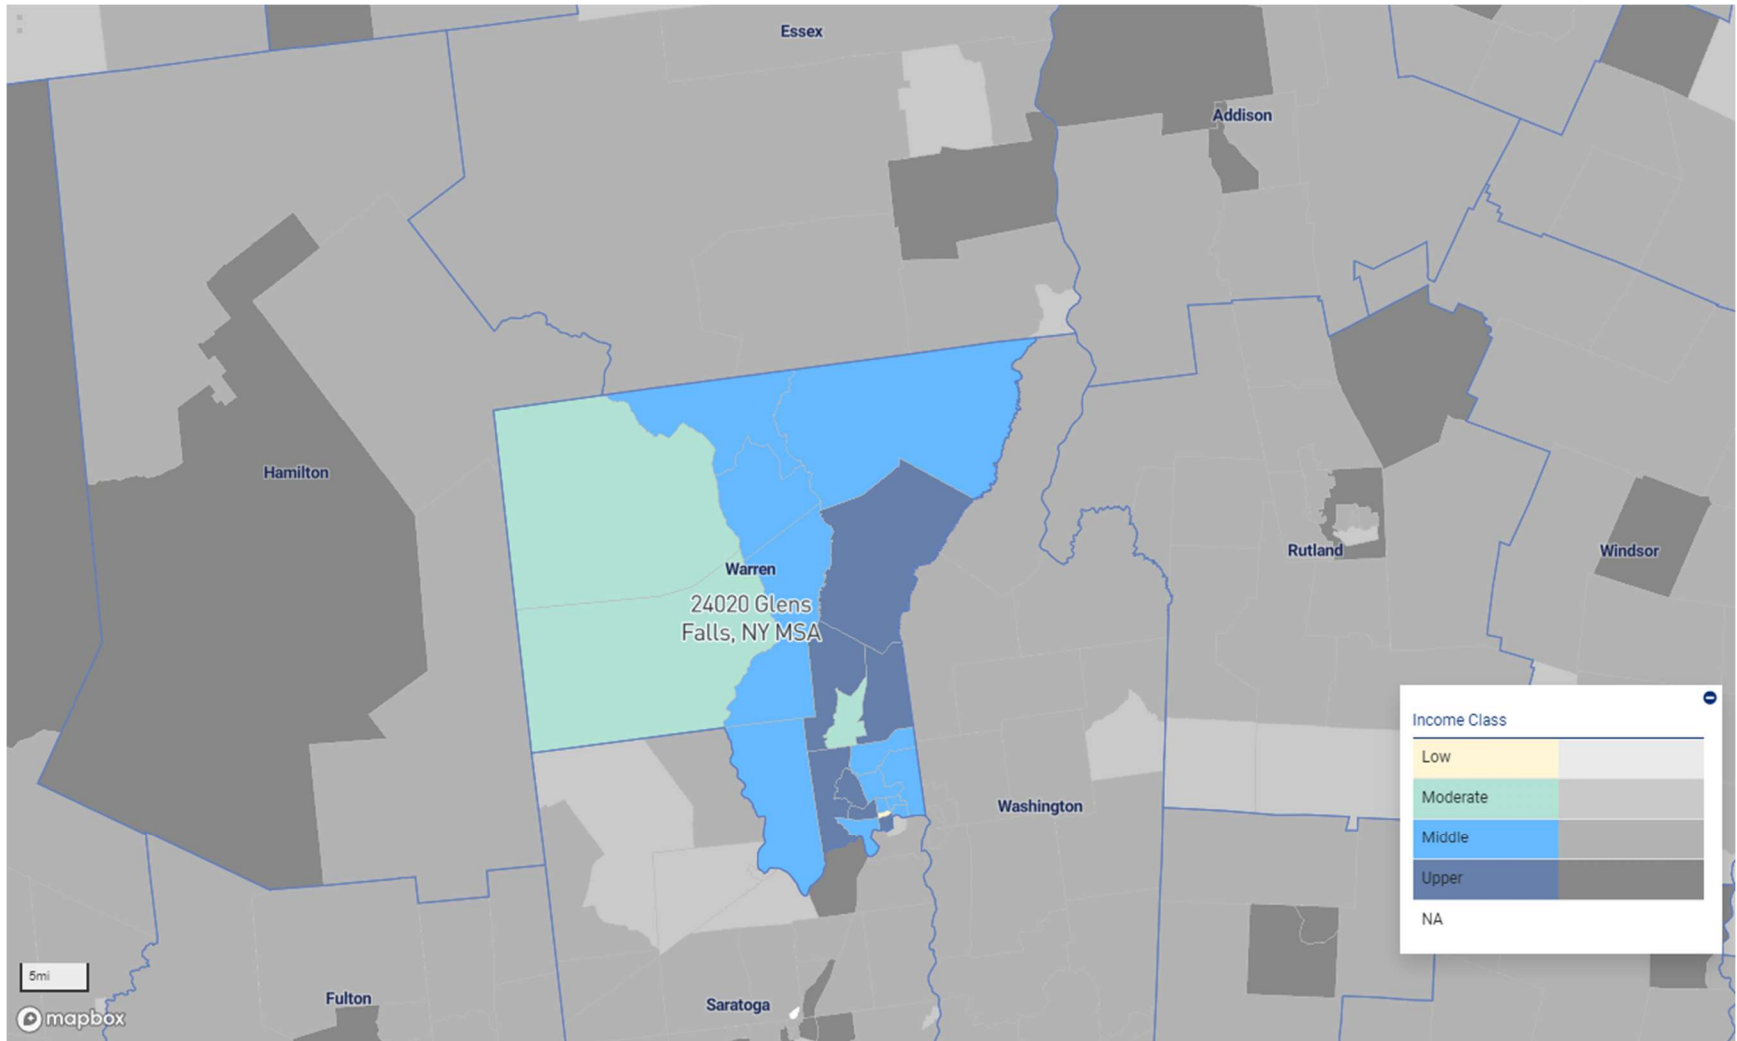 Essex
Addison
Hamilton
Rutland
Windsor
Warren
24020 Glens
Falls, NY MSA
Washington
Fulton
Saratoga
Income Class
Low
Moderate
Middle
Upper
NA
5mi
mapbox